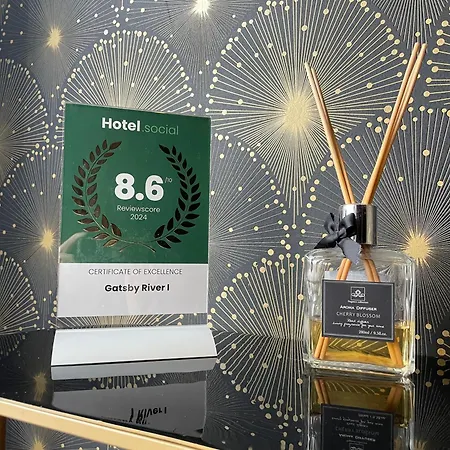 Hotel.social
8.6/10
Reviewscore
2024
CERTIFICATE OF EXCELLENCE
Gatsby River I
AROMA DIFFUSER
CHERRY BLOSSOM